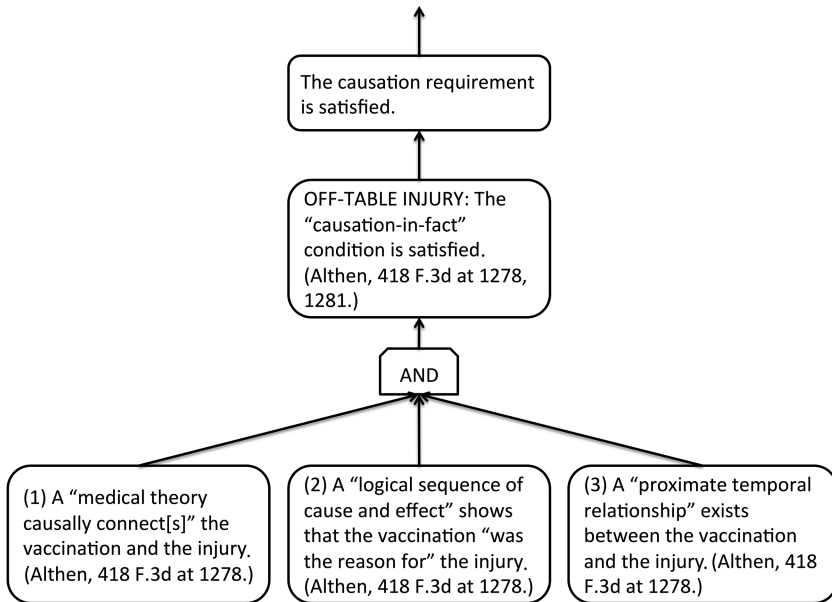 The causation requirement
is satisfied.
OFF-TABLE INJURY: The
“causation-in-fact”
condition is satisfied.
(Althen, 418 F.3d at 1278,
1281.)
AND
(1) A “medical theory
causally connect[s]” the
vaccination and the injury.
(Althen, 418 F.3d at 1278.)
(2) A “logical sequence of
cause and effect” shows
that the vaccination “was
the reason for” the injury.
(Althen, 418 F.3d at 1278.)
(3) A “proximate temporal
relationship” exists
between the vaccination
and the injury. (Althen, 418
F.3d at 1278.)